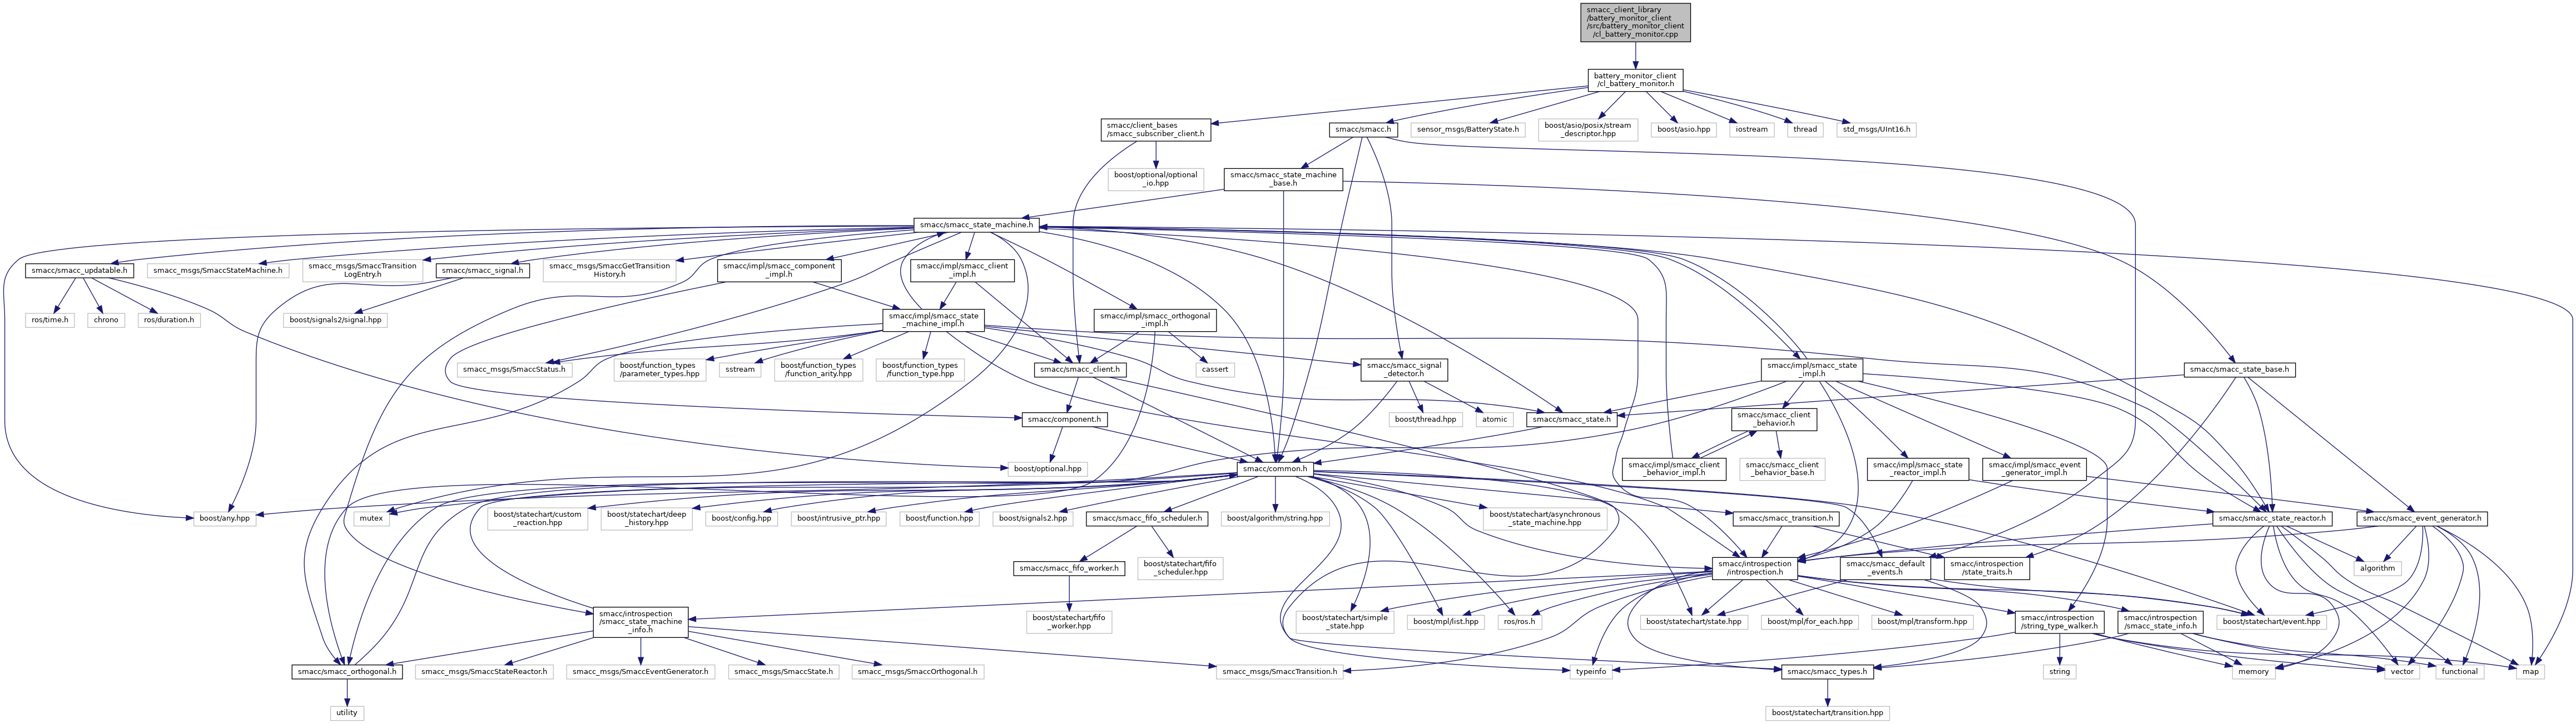 smacc_client_library
/battery_monitor_client
/src/battery_monitor_client
/cl_battery_monitor.cpp
battery_monitor_client
/cl_battery_monitor.h
smacc/client_bases
/smacc_subscriber_client.h
smacc/smacc.h
sensor_msgs/BatteryState.h
boost/asio/posix/stream
_descriptor.hpp
boost/asio.hpp
iostream
thread
std_msgs/UInt16.h
boost/optional/optional
_io.hpp
smacc/smacc_state_machine
_base.h
smacc/smacc_state_machine.h
smacc/smacc_updatable.h
smacc_msgs/SmaccStateMachine.h
smacc_msgs/SmaccTransition
LogEntry.h
smacc/smacc_signal.h
smacc_msgs/SmaccGetTransition
History.h
smacc/impl/smacc_component
_impl.h
smacc/impl/smacc_client
_impl.h
ros/time.h
chrono
ros/duration.h
boost/signals2/signal.hpp
smacc/impl/smacc_state
_machine_impl.h
smacc/impl/smacc_orthogonal
_impl.h
smacc_msgs/SmaccStatus.h
boost/function_types
/parameter_types.hpp
sstream
boost/function_types
/function_arity.hpp
boost/function_types
/function_type.hpp
smacc/smacc_client.h
cassert
smacc/smacc_signal
_detector.h
smacc/impl/smacc_state
_impl.h
smacc/smacc_state_base.h
smacc/component.h
boost/thread.hpp
atomic
smacc/smacc_state.h
smacc/smacc_client
_behavior.h
boost/optional.hpp
smacc/common.h
smacc/impl/smacc_client
_behavior_impl.h
smacc/smacc_client
_behavior_base.h
smacc/impl/smacc_state
_reactor_impl.h
smacc/impl/smacc_event
_generator_impl.h
boost/any.hpp
mutex
boost/statechart/custom
_reaction.hpp
boost/statechart/deep
_history.hpp
boost/config.hpp
boost/intrusive_ptr.hpp
boost/function.hpp
boost/signals2.hpp
smacc/smacc_fifo_scheduler.h
boost/algorithm/string.hpp
boost/statechart/asynchronous
_state_machine.hpp
smacc/smacc_transition.h
smacc/smacc_state_reactor.h
smacc/smacc_event_generator.h
smacc/smacc_fifo_worker.h
boost/statechart/fifo
_scheduler.hpp
smacc/introspection
/introspection.h
smacc/smacc_default
_events.h
smacc/introspection
/state_traits.h
algorithm
smacc/introspection
/smacc_state_machine
_info.h
boost/statechart/fifo
_worker.hpp
boost/statechart/simple
_state.hpp
boost/mpl/list.hpp
ros/ros.h
boost/statechart/state.hpp
boost/mpl/for_each.hpp
boost/mpl/transform.hpp
smacc/introspection
/string_type_walker.h
smacc/introspection
/smacc_state_info.h
boost/statechart/event.hpp
smacc/smacc_orthogonal.h
smacc_msgs/SmaccStateReactor.h
smacc_msgs/SmaccEventGenerator.h
smacc_msgs/SmaccState.h
smacc_msgs/SmaccOrthogonal.h
smacc_msgs/SmaccTransition.h
typeinfo
smacc/smacc_types.h
string
memory
vector
functional
map
utility
boost/statechart/transition.hpp